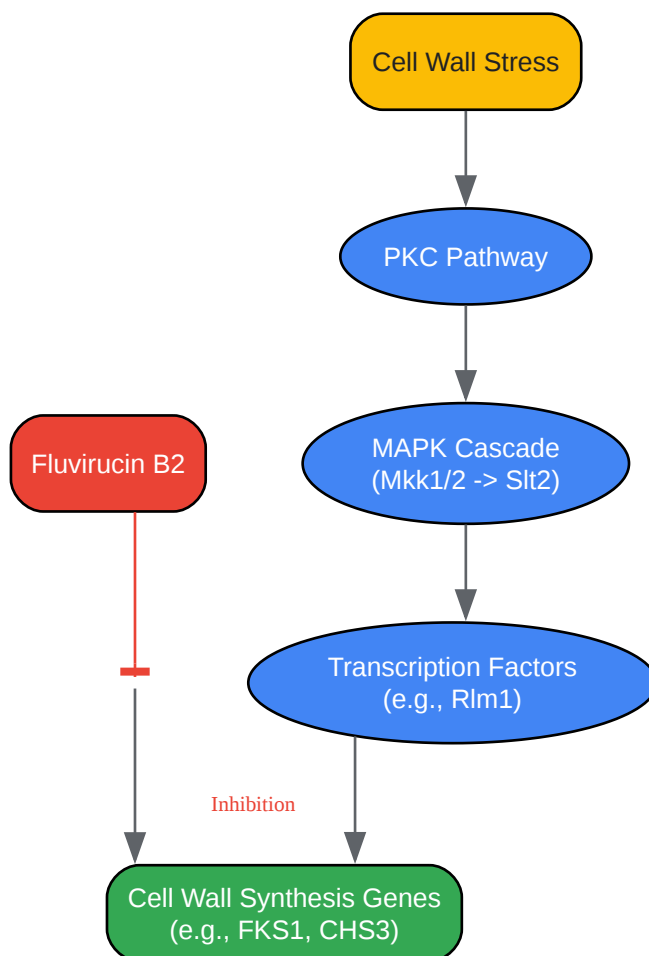 Cell Wall Stress
PKC Pathway
MAPK Cascade
(Mkk1/2 -> Slt2)
Fluvirucin B2
Transcription Factors
(e.g., Rlm1)
Inhibition
Cell Wall Synthesis Genes
(e.g., FKS1, CHS3)